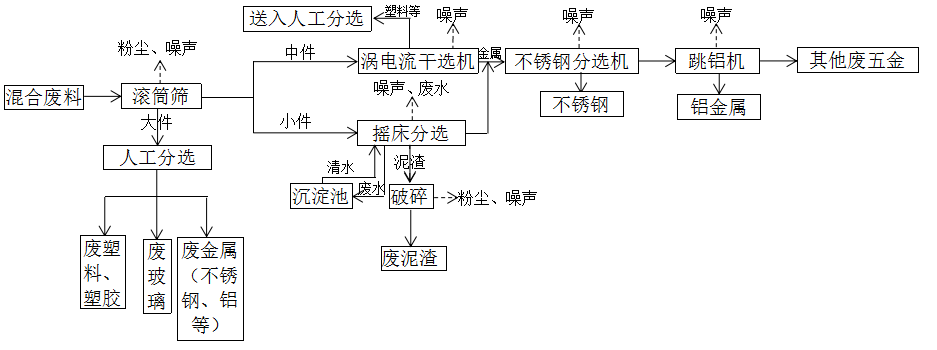 送入人工分选
塑料等
噪声
噪声
噪声
粉尘、噪声
中件
涡电流干选机
金属
不锈钢分选机
跳铝机
其他废五金
混合废料
滚筒筛
噪声、废水
不锈钢
铝金属
大件
小件
摇床分选
人工分选
清水
泥渣
沉淀池
废水
破碎
粉尘、噪声
废塑
料、
塑胶
废
玻
璃
废金属
（不锈
钢、铝
等）
废泥渣